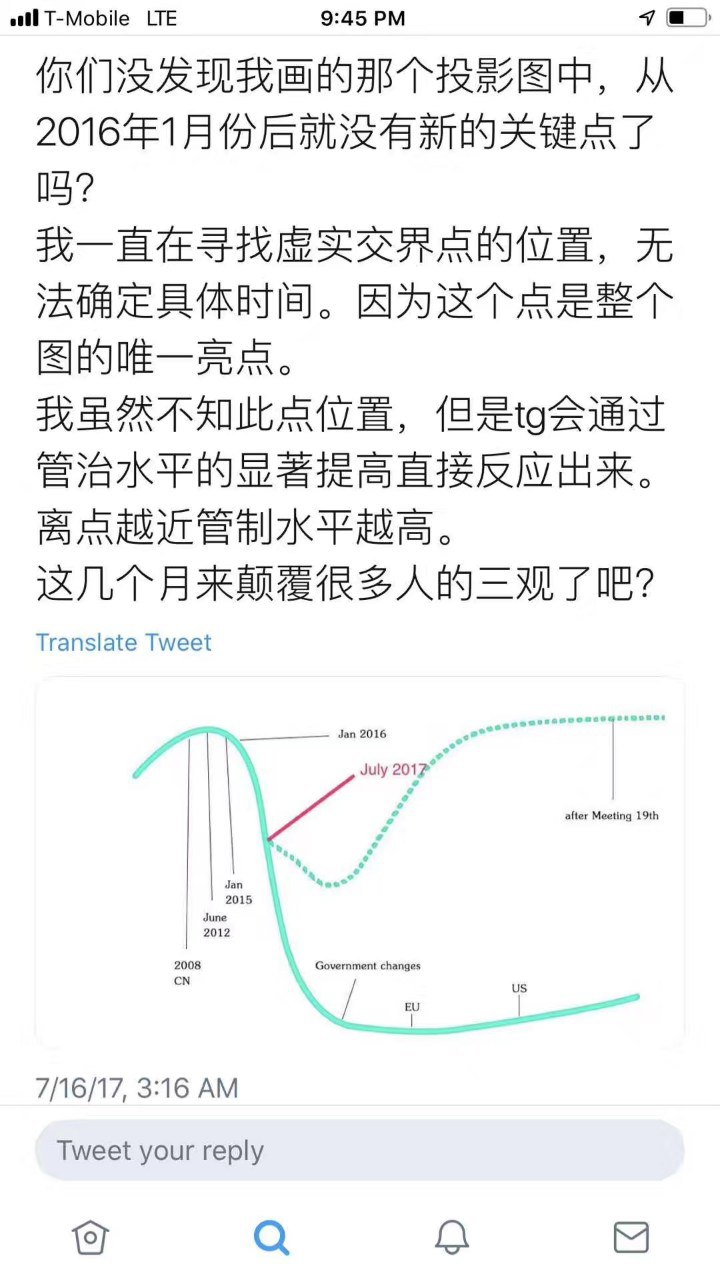 T-Mobile LTE 9:45 PM
你们没发现我画的那个投影图中，从
2016年1月份后就没有新的关键点了
吗？
我一直在寻找虚实交界点的位置，无
法确定具体时间。因为这个点是整个
图的唯一亮点。
我虽然不知此点位置，但是tg会通过
管治水平的显著提高直接反应出来。
离点越近管制水平越高。
这几个月来颠覆很多人的三观了吧？
Translate Tweet
Jan 2016
July 2017
after Meeting 19th
Jan
2015
June
2012
2008
CN
Government changes
EU
US
7/16/17, 3:16 AM
Tweet your reply